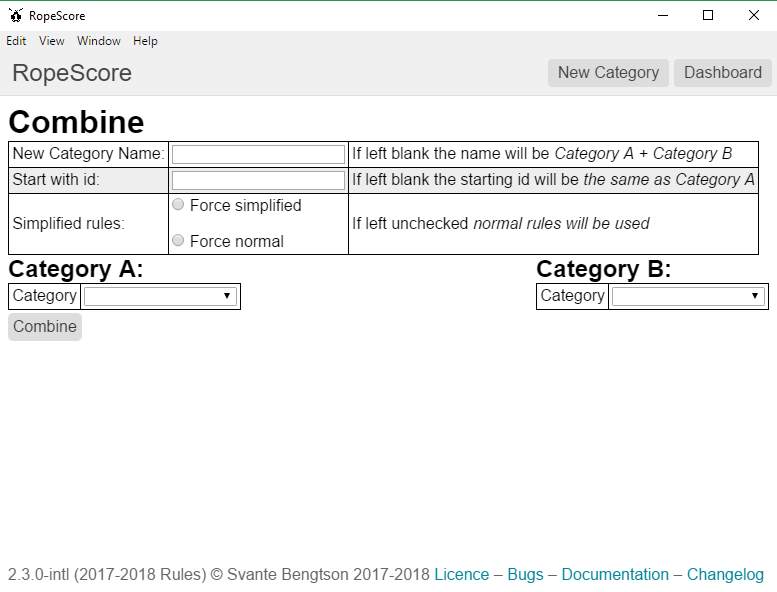 RopeScore
Edit View Window Help
RopeScore New Category Dashboard
Combine
New Category Name: If left blank the name will be Category A + Category B
Start with id: If left blank the starting id will be the same as Category A
Simplified rules: Force simplified
Force normal
If left unchecked normal rules will be used
Category A: Category B:
Category Category
Combine
2.3.0-intl (2017-2018 Rules) © Svante Bengtson 2017-2018 Licence – Bugs – Documentation – Changelog